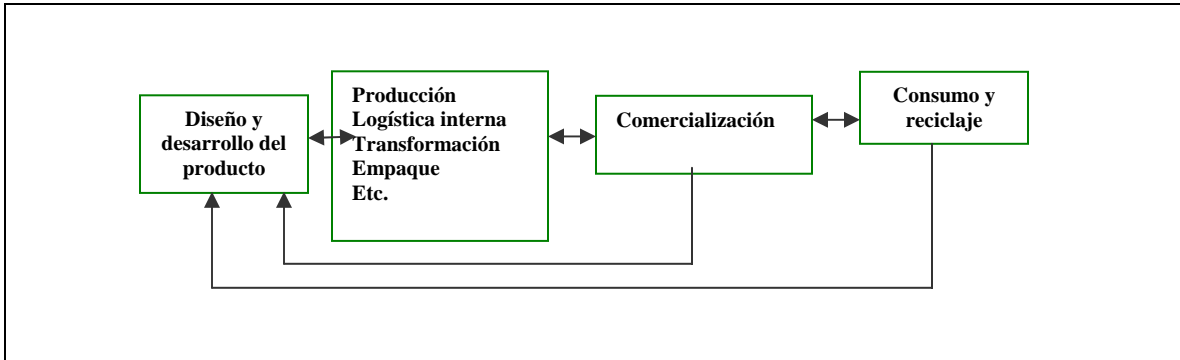 Diseño y
desarrollo del
producto
Producción
Logística interna
Transformación
Empaque
Etc.
Comercialización
Consumo y
reciclaje